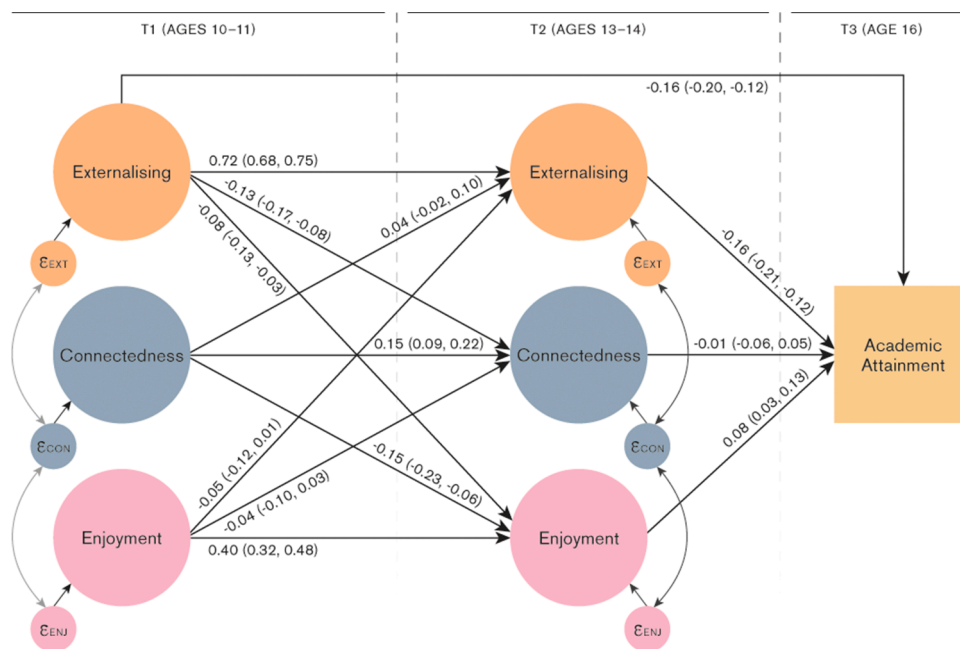 T1 (AGES 10–11)
T2 (AGES 13–14)
T3 (AGE 16)
-0.16 (-0.20, -0.12)
Externalising
0.72 (0.68, 0.75)
-0.13 (-0.17, -0.08)
-0.08 (-0.13, -0.03)
0.04 (-0.02, 0.10)
Externalising
-0.16 (-0.21, -0.12)
εEXT
εEXT
Connectedness
0.15 (0.09, 0.22)
Connectedness
-0.01 (-0.06, 0.05)
Academic
Attainment
εCON
εCON
-0.05 (-0.12, 0.01)
-0.04 (-0.10, 0.03)
-0.15 (-0.23, -0.06)
0.08 (0.03, 0.13)
Enjoyment
0.40 (0.32, 0.48)
Enjoyment
εENJ
εENJ